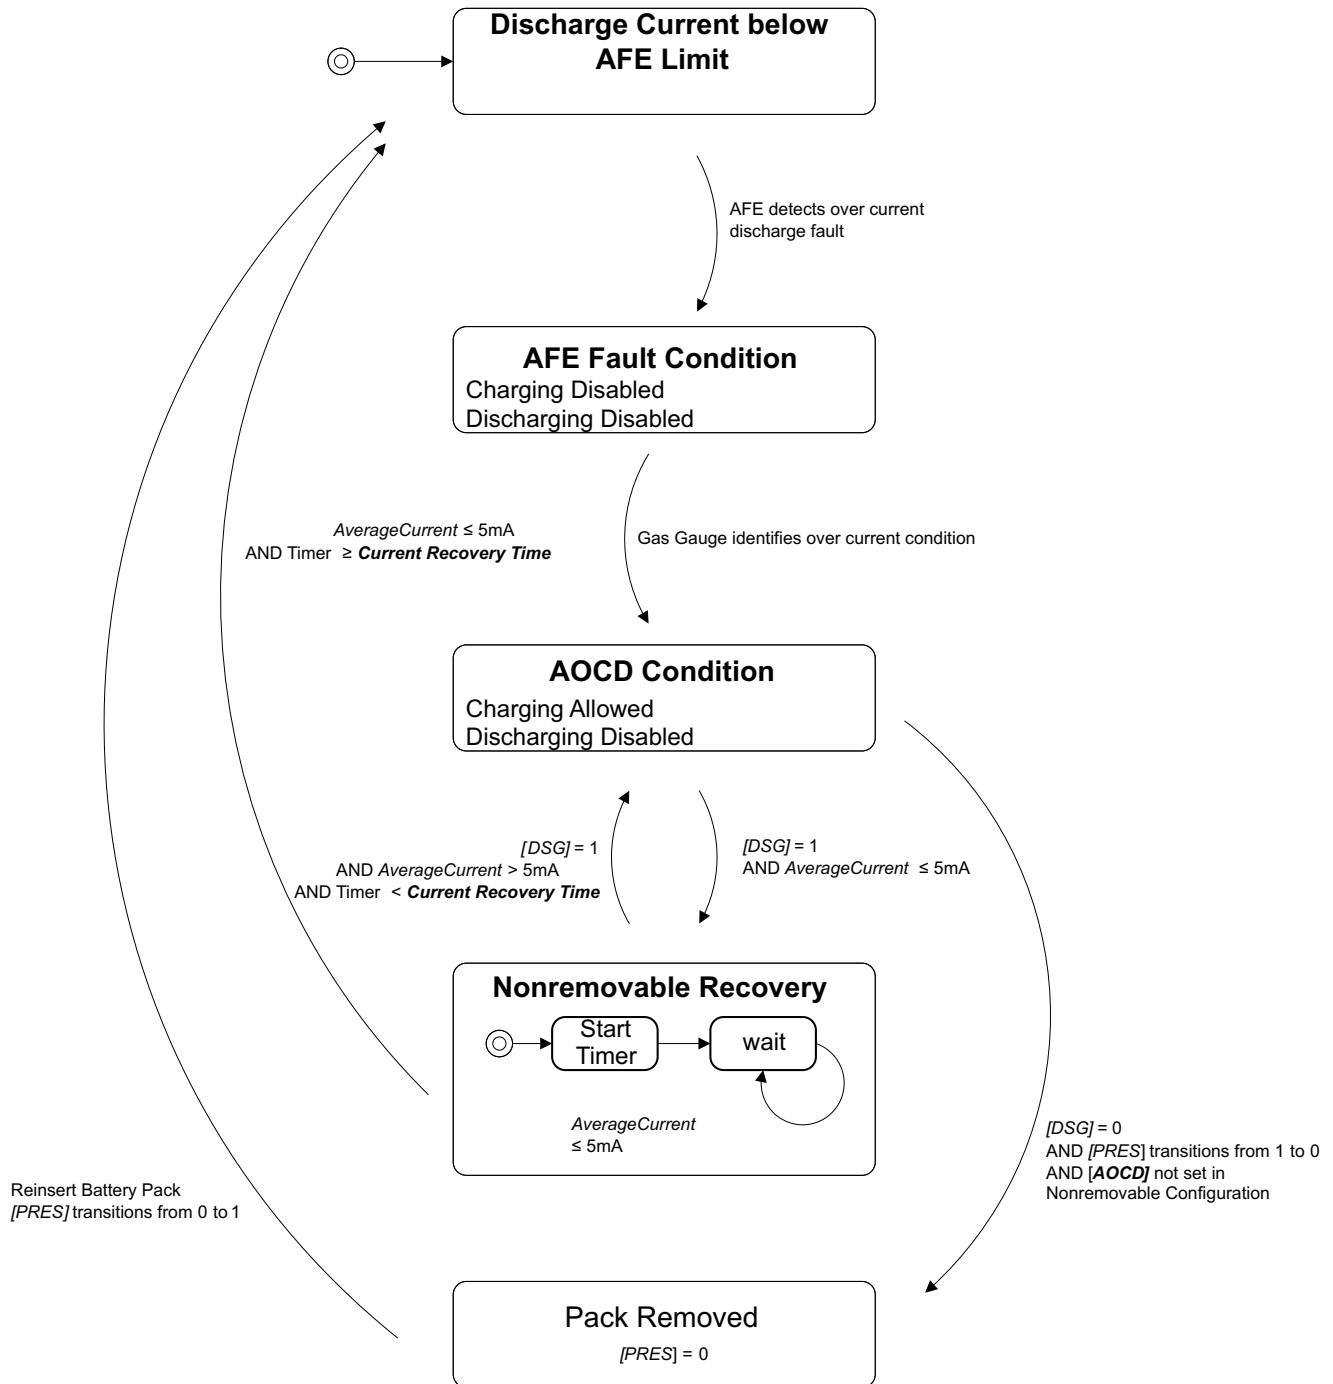 Discharge Current below
AFE Limit
AFE detects over current
discharge fault
AFE Fault Condition
Charging Disabled
Discharging Disabled
AverageCurrent ≤ 5mA
AND Timer ≥ Current Recovery Time
Gas Gauge identifies over current condition
AOCD Condition
Charging Allowed
Discharging Disabled
[DSG] = 1
AND AverageCurrent > 5mA
AND Timer < Current Recovery Time
[DSG] = 1
AND AverageCurrent ≤ 5mA
Nonremovable Recovery
Start
Timer
wait
AverageCurrent
≤ 5mA
[DSG] = 0
AND [PRES] transitions from 1 to 0
AND [AOCD] not set in
Nonremovable Configuration
Reinsert Battery Pack
[PRES] transitions from 0 to 1
Pack Removed
[PRES] = 0